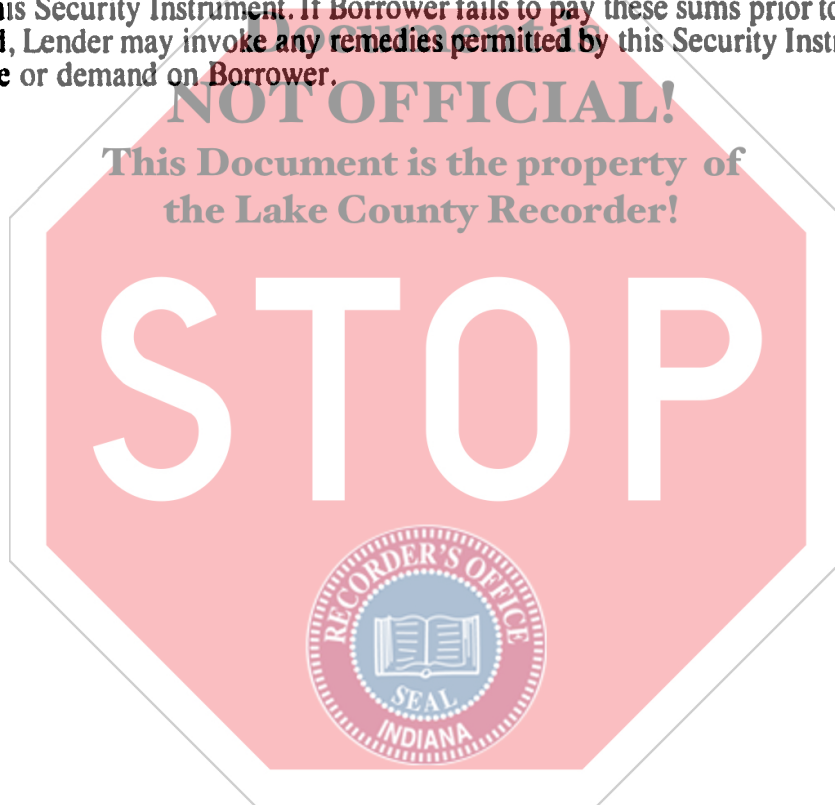 his Security Instrument. If Borrower fails to pay these sums prior to
, Lender may invoke any remedies permitted by this Security Inst
e or demand on Borrower.
Document is
NOT OFFICIAL!
This Document is the property of
the Lake County Recorder!
STOP
RECORDER'S OFFICE
SEAL
INDIANA